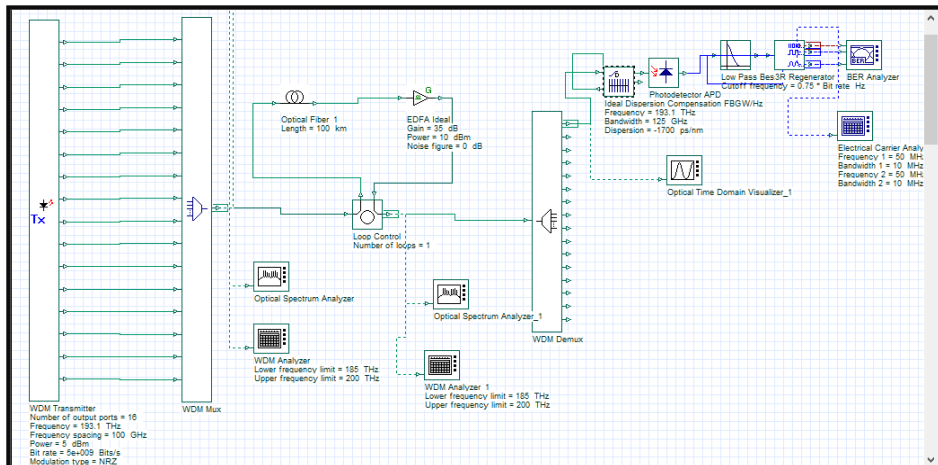 Tx
WDM Transmitter
Number of output ports = 16
Frequency = 193.1 THz
Frequency spacing = 100 GHz
Power = 5 dBm
Bit rate = 5e+009 Bits/s
Modulation type = NRZ
WDM Mux
Optical Fiber_1
Length = 100 km
G
EDFA Ideal
Gain = 35 dB
Power = 10 dBm
Noise figure = 0 dB
Loop Control
Number of loops = 1
Optical Spectrum Analyzer
WDM Analyzer
Lower frequency limit = 185 THz
Upper frequency limit = 200 THz
Optical Spectrum Analyzer_1
WDM Analyzer_1
Lower frequency limit = 185 THz
Upper frequency limit = 200 THz
WDM Demux
Photodetector APD
Ideal Dispersion Compensation FBGW/Hz
Frequency = 193.1 THz
Bandwidth = 125 GHz
Dispersion = -1700 ps/nm
Optical Time Domain Visualizer_1
Low Pass Bes3R Regenerator
Cutoff frequency = 0.75 * Bit rate Hz
BER
BER Analyzer
Electrical Carrier Analy
Frequency 1 = 50 MHz
Bandwidth 1 = 10 MHz
Frequency 2 = 50 MHz
Bandwidth 2 = 10 MHz